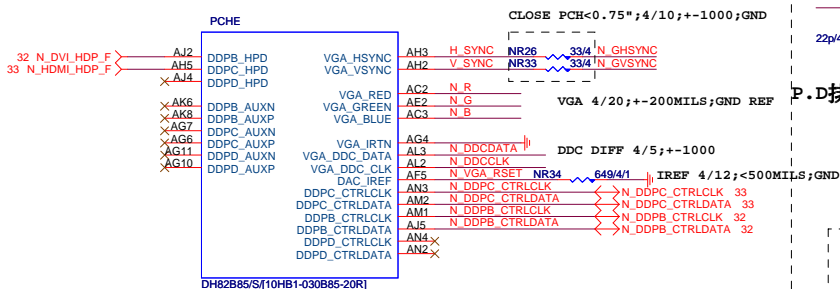 CLOSE PCH<0.75";4/10;+-1000;GND
PCHE
22p/4
32 N_DVI_HDP_F AJ2 DDPB_HPD VGA_HSYNC AH3 H_SYNC NR26 33/4 N_GHSYNC
33 N_HDMI_HDP_F AH5 DDPC_HPD VGA_VSYNC AH2 V_SYNC NR33 33/4 N_GVSYNC
AJ4 DDPD_HPD
VGA_RED AC2 N_R
AK6 DDPB_AUXN VGA_GREEN AE2 N_G VGA 4/20;+-200MILS;GND REF P.D
AK8 DDPB_AUXP VGA_BLUE AC3 N_B
AG7 DDPC_AUXN
AG6 DDPC_AUXP VGA_IRTN AG4
AG11 DDPD_AUXN VGA_DDC_DATA AL3 N_DDCDATA DDC DIFF 4/5;+-1000
AG10 DDPD_AUXP VGA_DDC_CLK AL2 N_DDCCLK
DAC_IREF AF5 N_VGA_RSET NR34 649/4/1 IREF 4/12;<500MILS;GND
DDPC_CTRLCLK AN3 N_DDPC_CTRLCLK N_DDPC_CTRLCLK 33
DDPC_CTRLDATA AM2 N_DDPC_CTRLDATA N_DDPC_CTRLDATA 33
DDPB_CTRLCLK AM1 N_DDPB_CTRLCLK N_DDPB_CTRLCLK 32
DDPB_CTRLDATA AJ5 N_DDPB_CTRLDATA N_DDPB_CTRLDATA 32
DDPD_CTRLCLK AN4
DDPD_CTRLDATA AN2
DH82B85/S/[10HB1-030B85-20R]